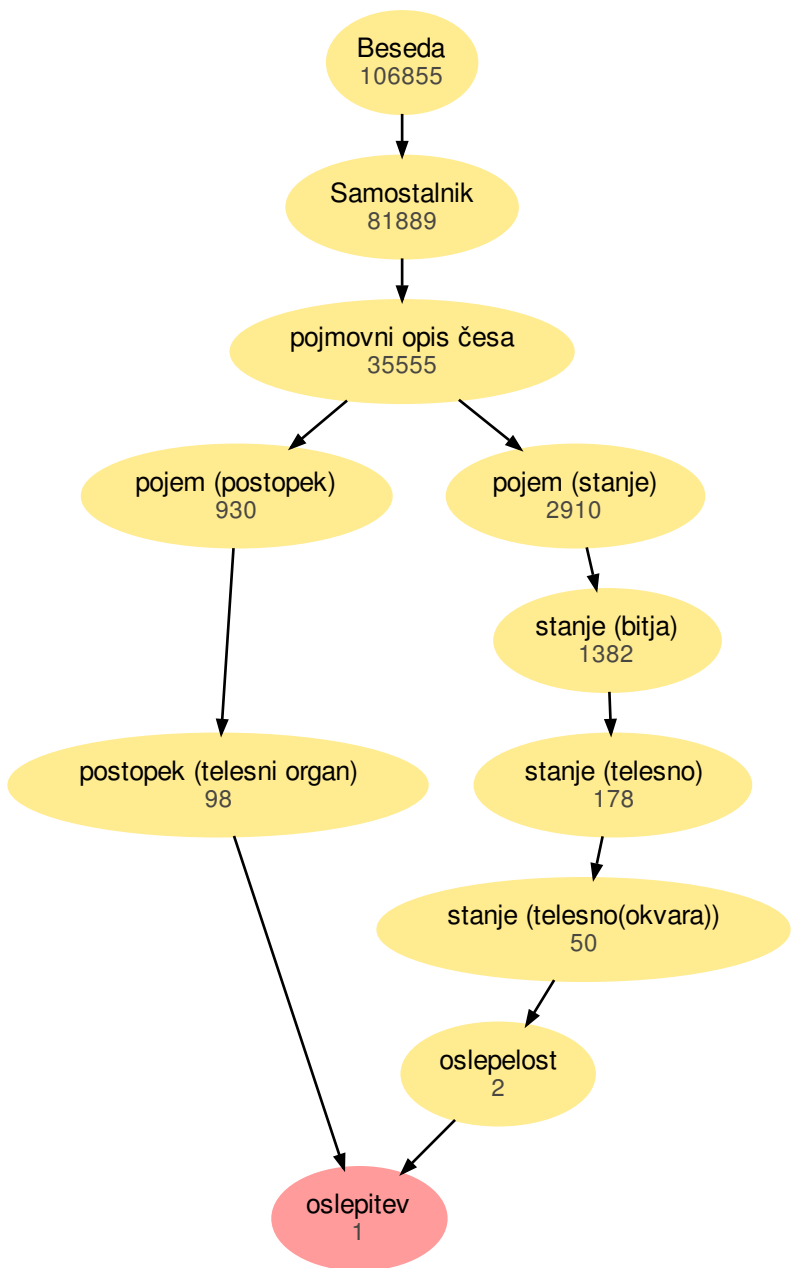 Beseda
106855
Samostalnik
81889
pojmovni opis česa
35555
pojem (postopek)
930
pojem (stanje)
2910
stanje (bitja)
1382
postopek (telesni organ)
98
stanje (telesno)
178
stanje (telesno(okvara))
50
oslepelost
2
oslepitev
1